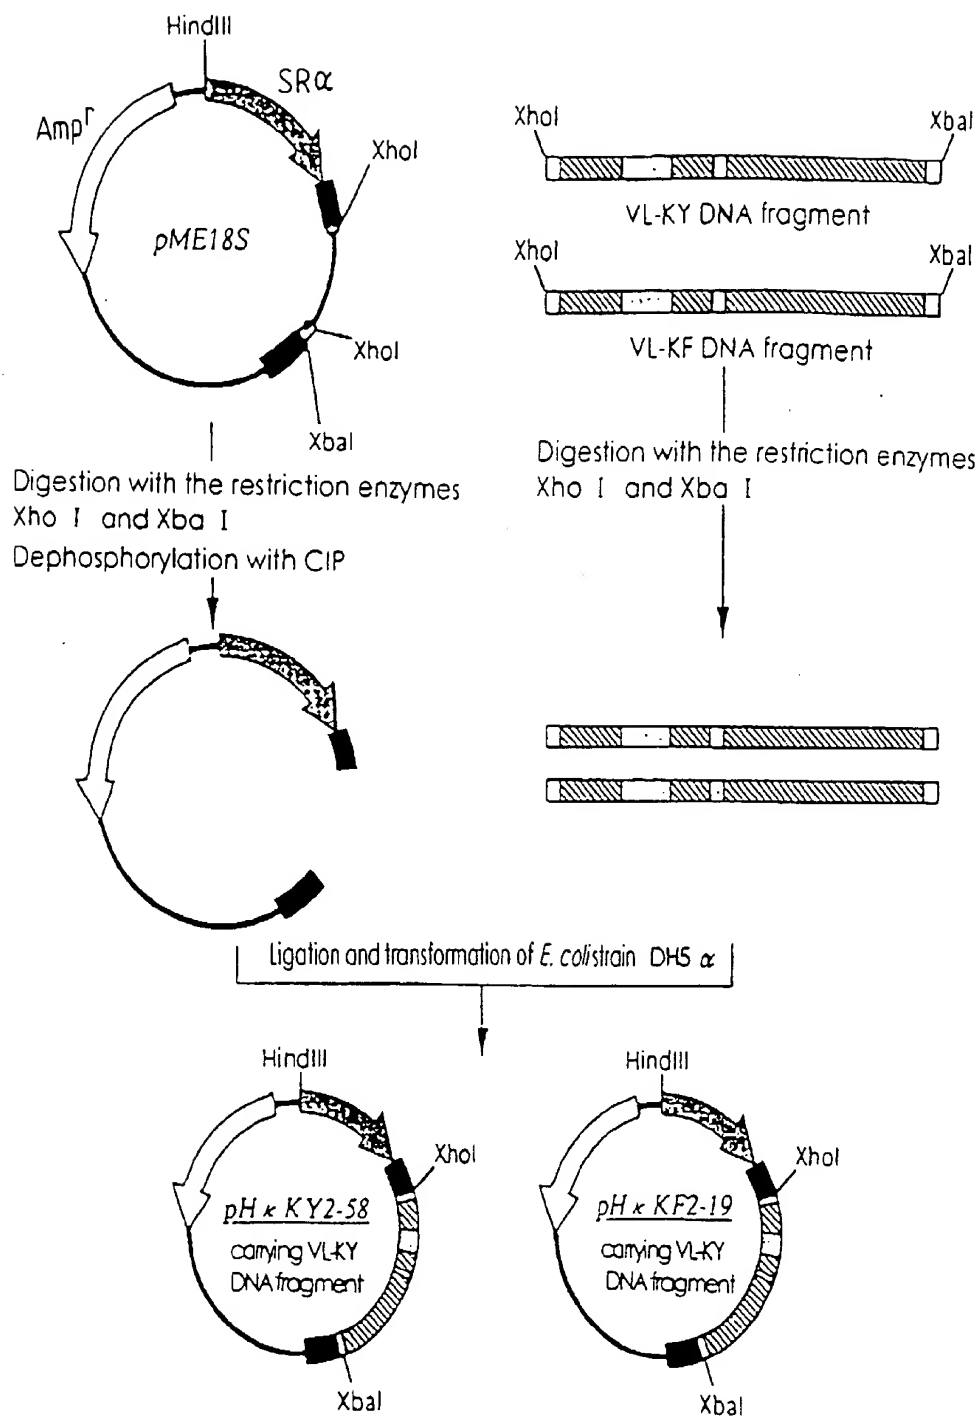 HindIII
SRα
Amp^r
XhoI
pME18S
XhoI
XbaI
XhoI
XbaI
VL-KY DNA fragment
XhoI
XbaI
VL-KF DNA fragment
Digestion with the restriction enzymes
Xho I and Xba I
Dephosphorylation with CIP
Digestion with the restriction enzymes
Xho I and Xba I
Ligation and transformation of E. coli strain DH5 α
HindIII
XhoI
pH κ KY2-58
carrying VL-KY
DNA fragment
XbaI
HindIII
XhoI
pH κ KF2-19
carrying VL-KY
DNA fragment
XbaI